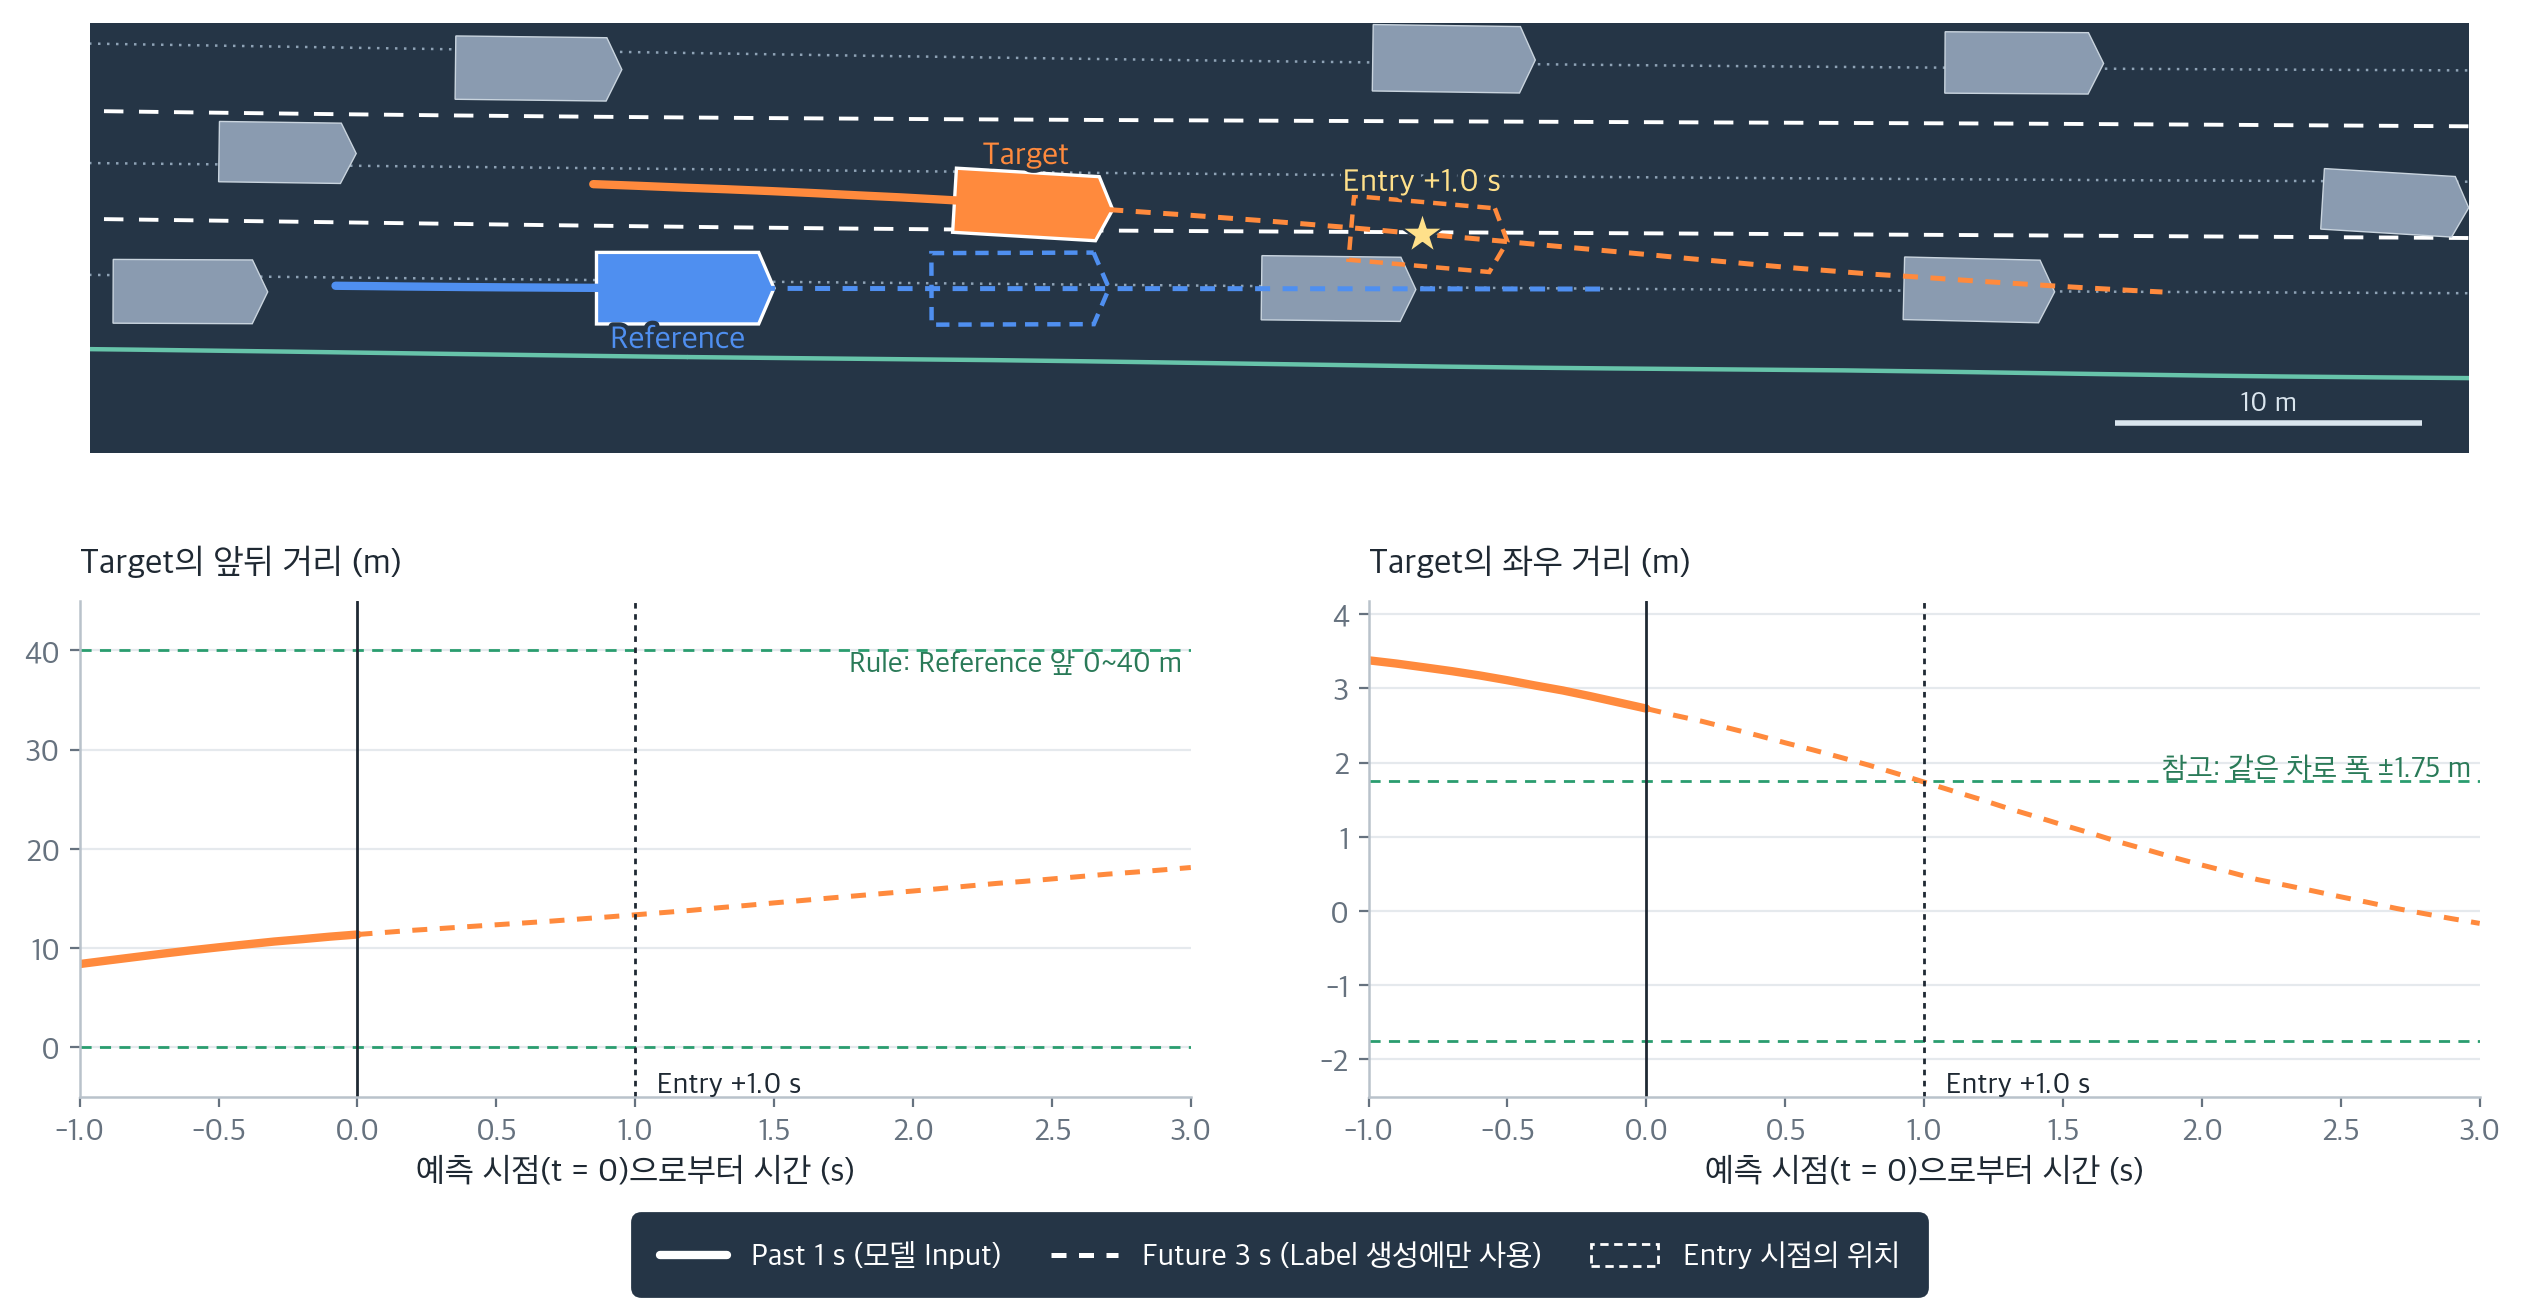 Target
Entry +1.0 s
Reference
10 m
Target의 앞뒤 거리 (m)
40
30
20
10
0
Rule: Reference 앞 0~40 m
Entry +1.0 s
-1.0 -0.5 0.0 0.5 1.0 1.5 2.0 2.5 3.0
예측 시점(t = 0)으로부터 시간 (s)
Target의 좌우 거리 (m)
4
3
2
1
0
-1
-2
참고: 같은 차로 폭 ±1.75 m
Entry +1.0 s
-1.0 -0.5 0.0 0.5 1.0 1.5 2.0 2.5 3.0
예측 시점(t = 0)으로부터 시간 (s)
Past 1 s (모델 Input) Future 3 s (Label 생성에만 사용) Entry 시점의 위치